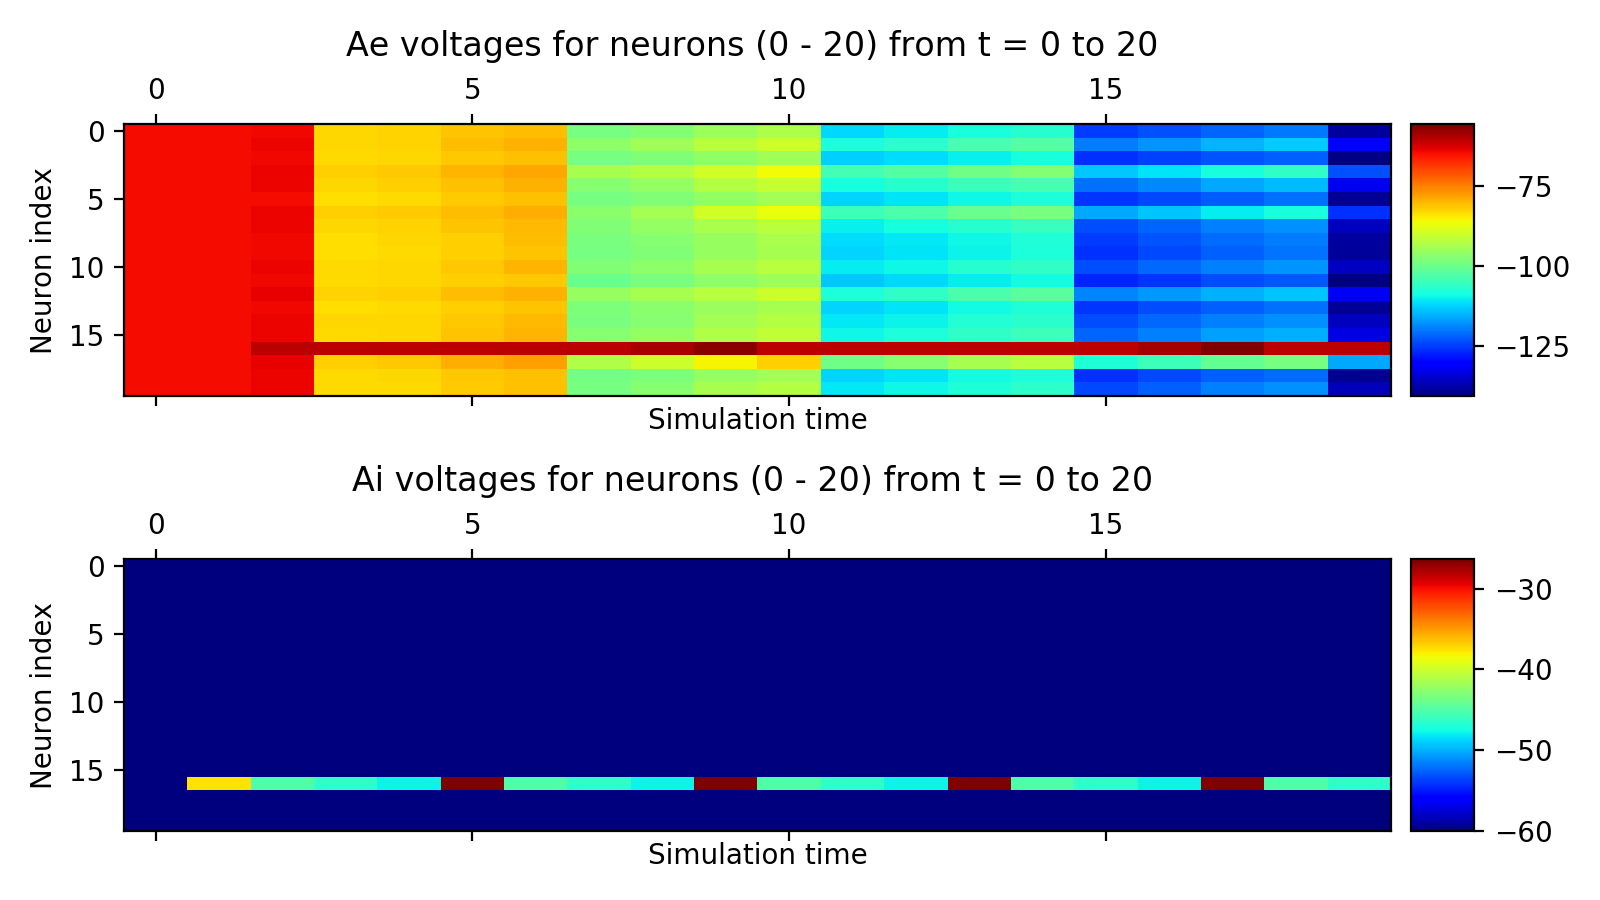 Ae voltages for neurons (0 - 20) from t = 0 to 20
0 5 10 15
Neuron index
0
5
10
15
Simulation time
−75
−100
−125
Ai voltages for neurons (0 - 20) from t = 0 to 20
0 5 10 15
Neuron index
0
5
10
15
Simulation time
−30
−40
−50
−60